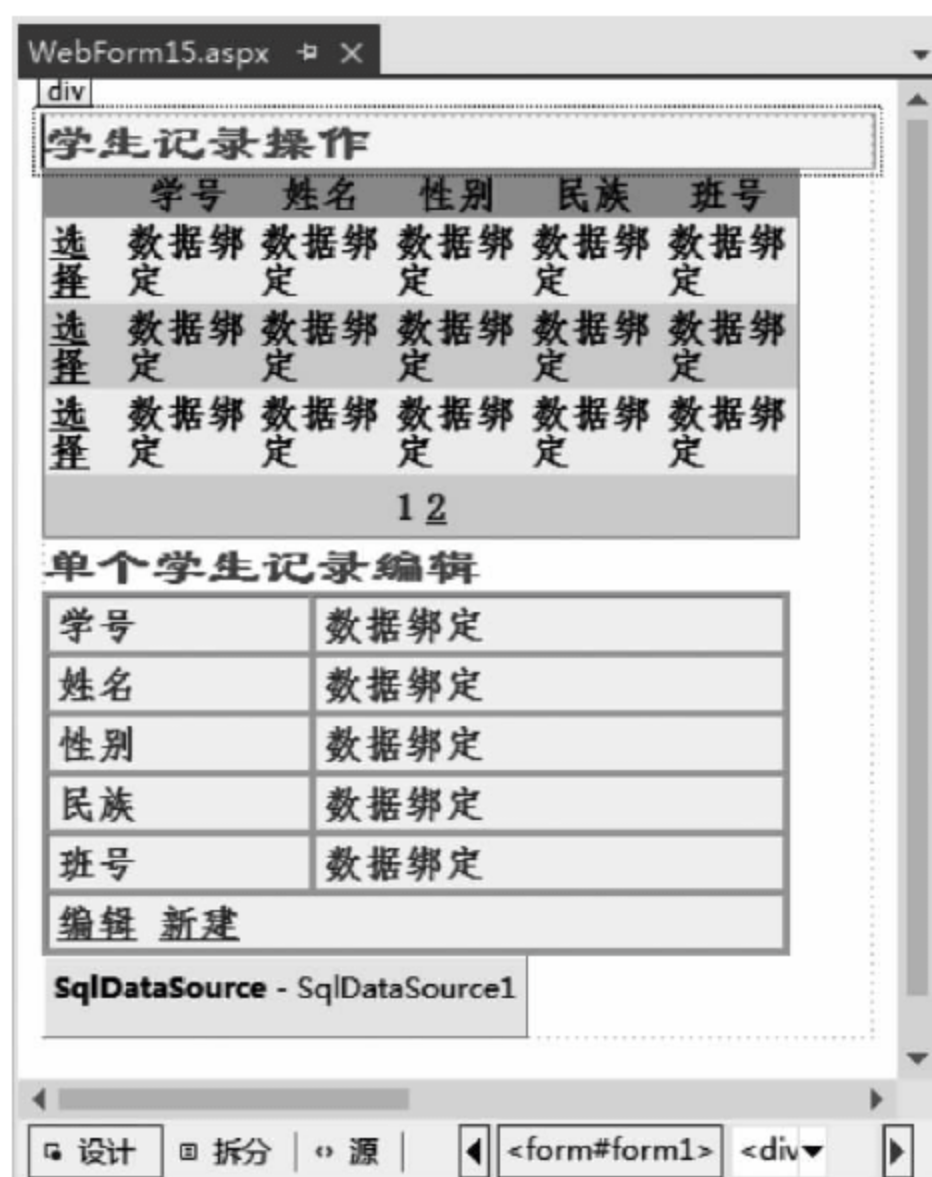 WebForm15.aspx
div
学生记录操作
学号 姓名 性别 民族 班号
选择 数据绑定 数据绑定 数据绑定 数据绑定 数据绑定
选择 数据绑定 数据绑定 数据绑定 数据绑定 数据绑定
选择 数据绑定 数据绑定 数据绑定 数据绑定 数据绑定
1 2
单个学生记录编辑
学号 数据绑定
姓名 数据绑定
性别 数据绑定
民族 数据绑定
班号 数据绑定
编辑 新建
SqlDataSource - SqlDataSource1
设计 拆分 源 <form#form1> <div